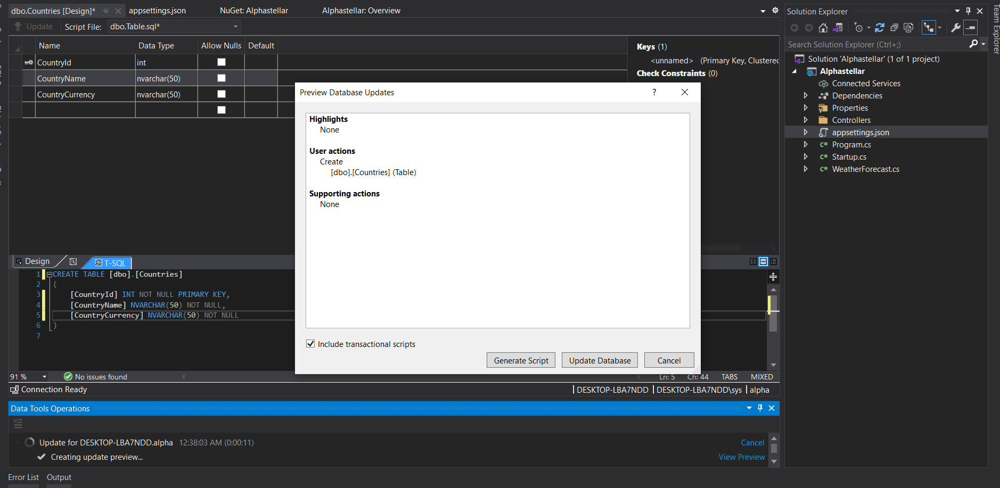 dbo.Countries [Design]*
appsettings.json
NuGet: Alphastellar
Alphastellar: Overview
Update
Script File:
dbo.Table.sql*
Name
Data Type
Allow Nulls
Default
CountryId
int
CountryName
nvarchar(50)
CountryCurrency
nvarchar(50)
Keys (1)
<unnamed> (Primary Key, Clustered
Check Constraints (0)
Preview Database Updates
?
Highlights
None
User actions
Create
[dbo].[Countries] (Table)
Supporting actions
None
Include transactional scripts
Generate Script
Update Database
Cancel
Design
T-SQL
1 CREATE TABLE [dbo].[Countries]
2 (
3 [CountryId] INT NOT NULL PRIMARY KEY,
4 [CountryName] NVARCHAR(50) NOT NULL,
5 [CountryCurrency] NVARCHAR(50) NOT NULL
6 )
7
91 %
No issues found
Ln: 5
Ch: 44
TABS
MIXED
Connection Ready
DESKTOP-LBA7NDD
DESKTOP-LBA7NDD\sys
alpha
Data Tools Operations
Update for DESKTOP-LBA7NDD.alpha 12:38:03 AM (0:00:11)
Cancel
Creating update preview...
View Preview
Error List
Output
Solution Explorer
Search Solution Explorer (Ctrl+;)
Solution 'Alphastellar' (1 of 1 project)
Alphastellar
Connected Services
Dependencies
Properties
Controllers
appsettings.json
C# Program.cs
C# Startup.cs
C# WeatherForecast.cs
Team Explorer